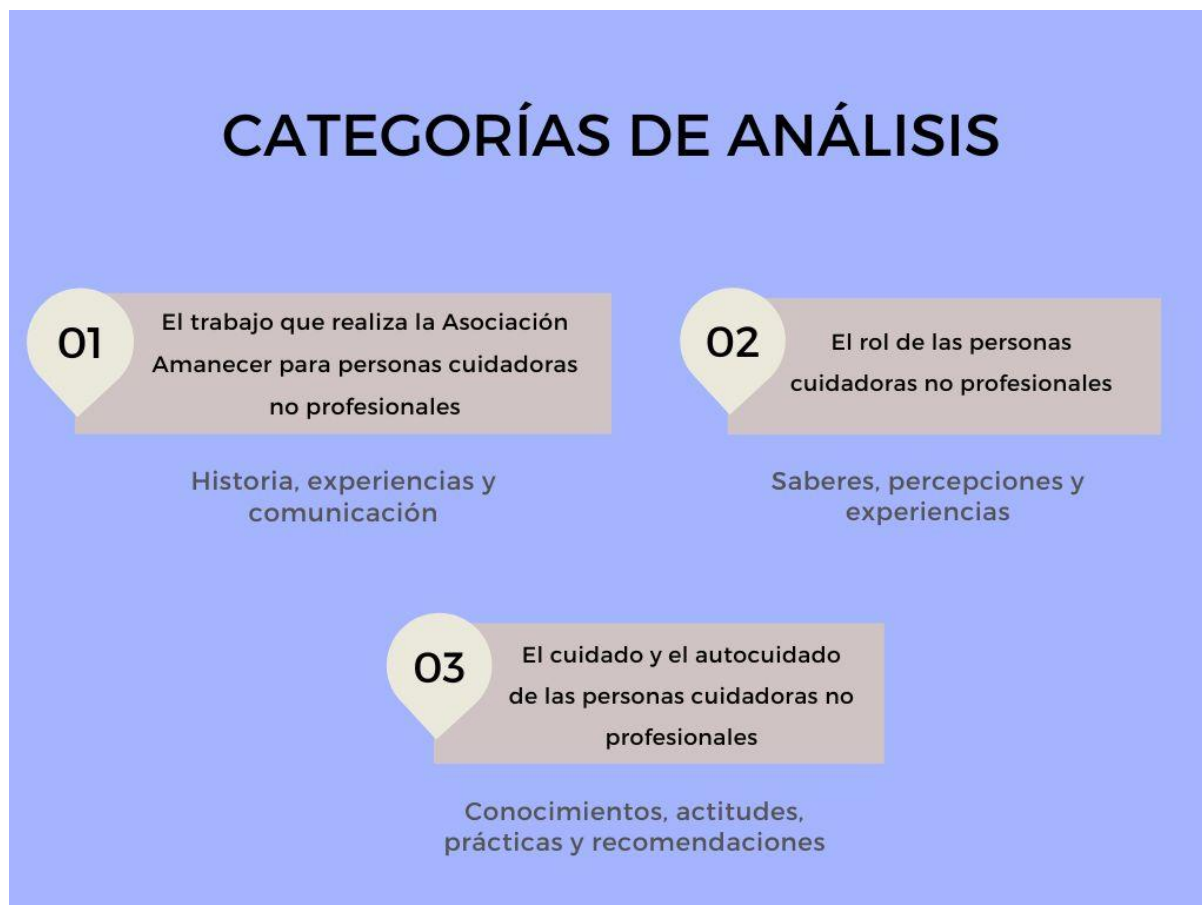 CATEGORÍAS DE ANÁLISIS
01
El trabajo que realiza la Asociación
Amanecer para personas cuidadoras
no profesionales
Historia, experiencias y
comunicación
02
El rol de las personas
cuidadoras no profesionales
Saberes, percepciones y
experiencias
03
El cuidado y el autocuidado
de las personas cuidadoras no
profesionales
Conocimientos, actitudes,
prácticas y recomendaciones